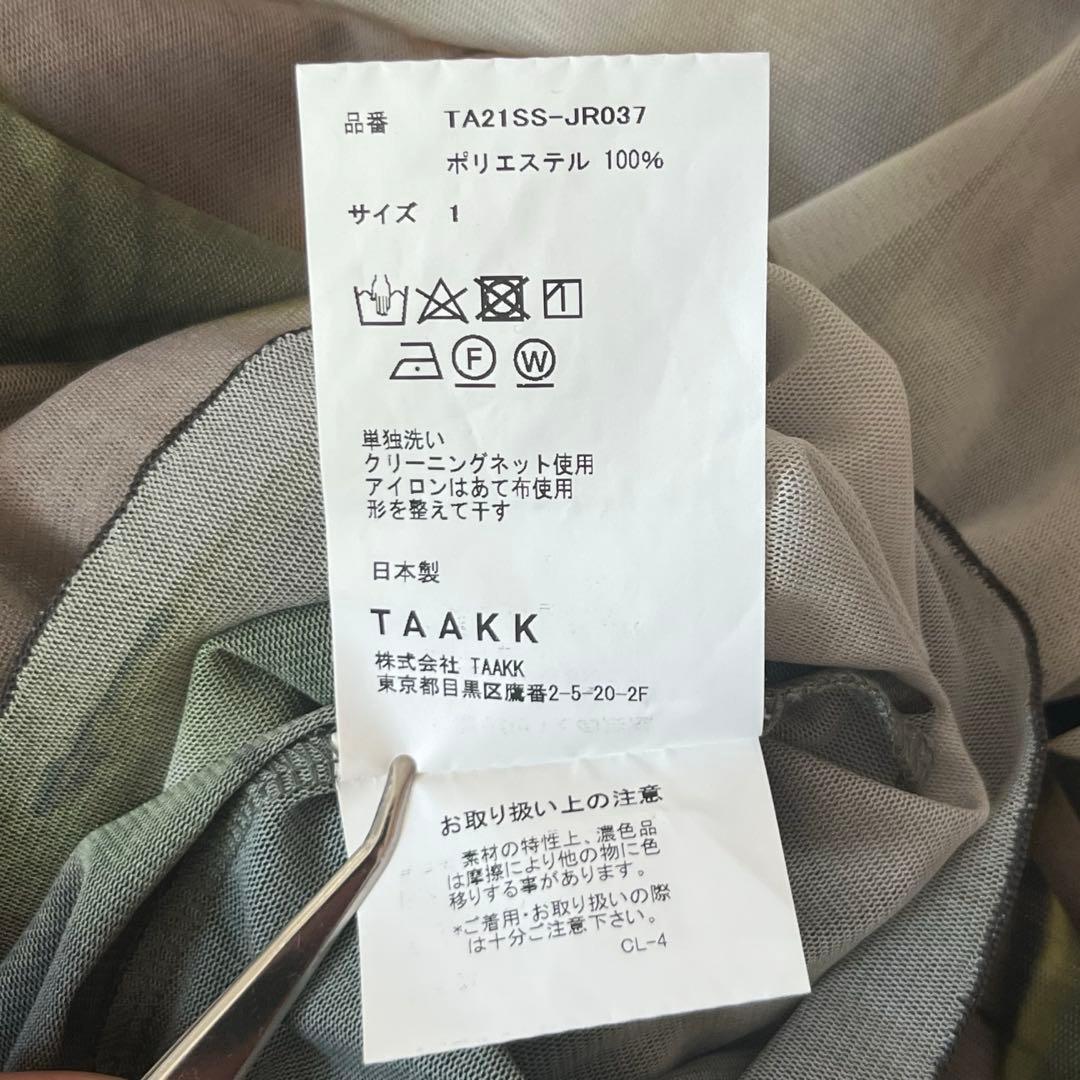 品番 TA21SS-JR037
ポリエステル 100%
サイズ 1
F W
単独洗い
クリーニングネット使用
アイロンはあて布使用
形を整えて干す
日本製
TAAKK
株式会社 TAAKK
東京都目黒区鷹番2-5-20-2F
お取り扱い上の注意
素材の特性上、濃色品
は摩擦により他の物に色
移りする事があります。
*ご着用・お取り扱いの際
は十分ご注意下さい。
CL-4